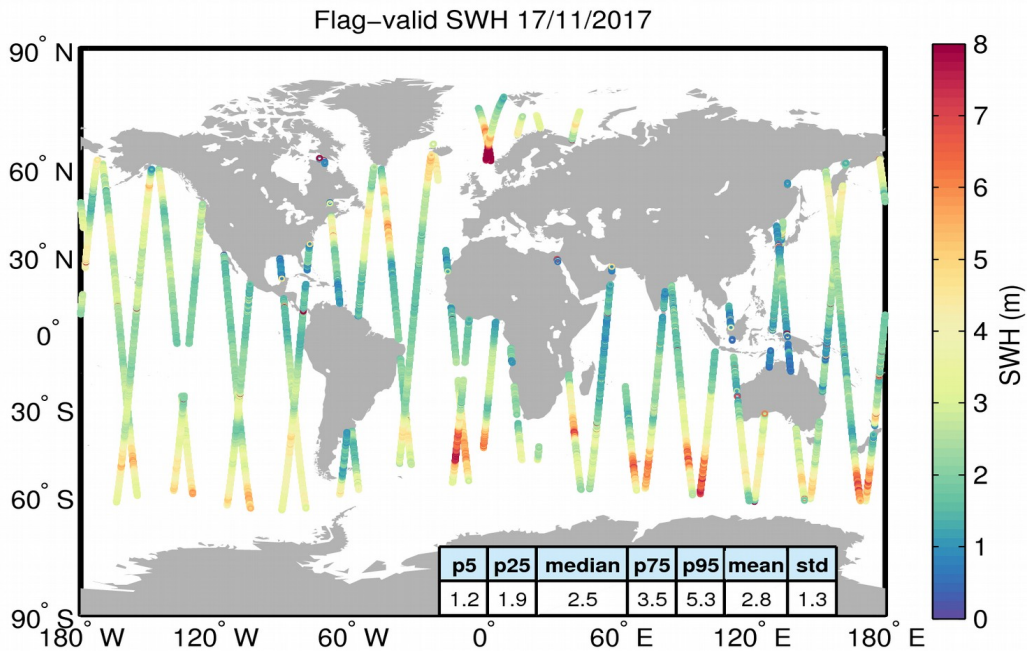 Flag−valid SWH 17/11/2017
90° N
60° N
30° N
0°
30° S
60° S
90° S
180° W
120° W
60° W
0°
60° E
120° E
180° E
p5 p25 median p75 p95 mean std
1.2 1.9 2.5 3.5 5.3 2.8 1.3
8
7
6
5
4
3
2
1
0
SWH (m)